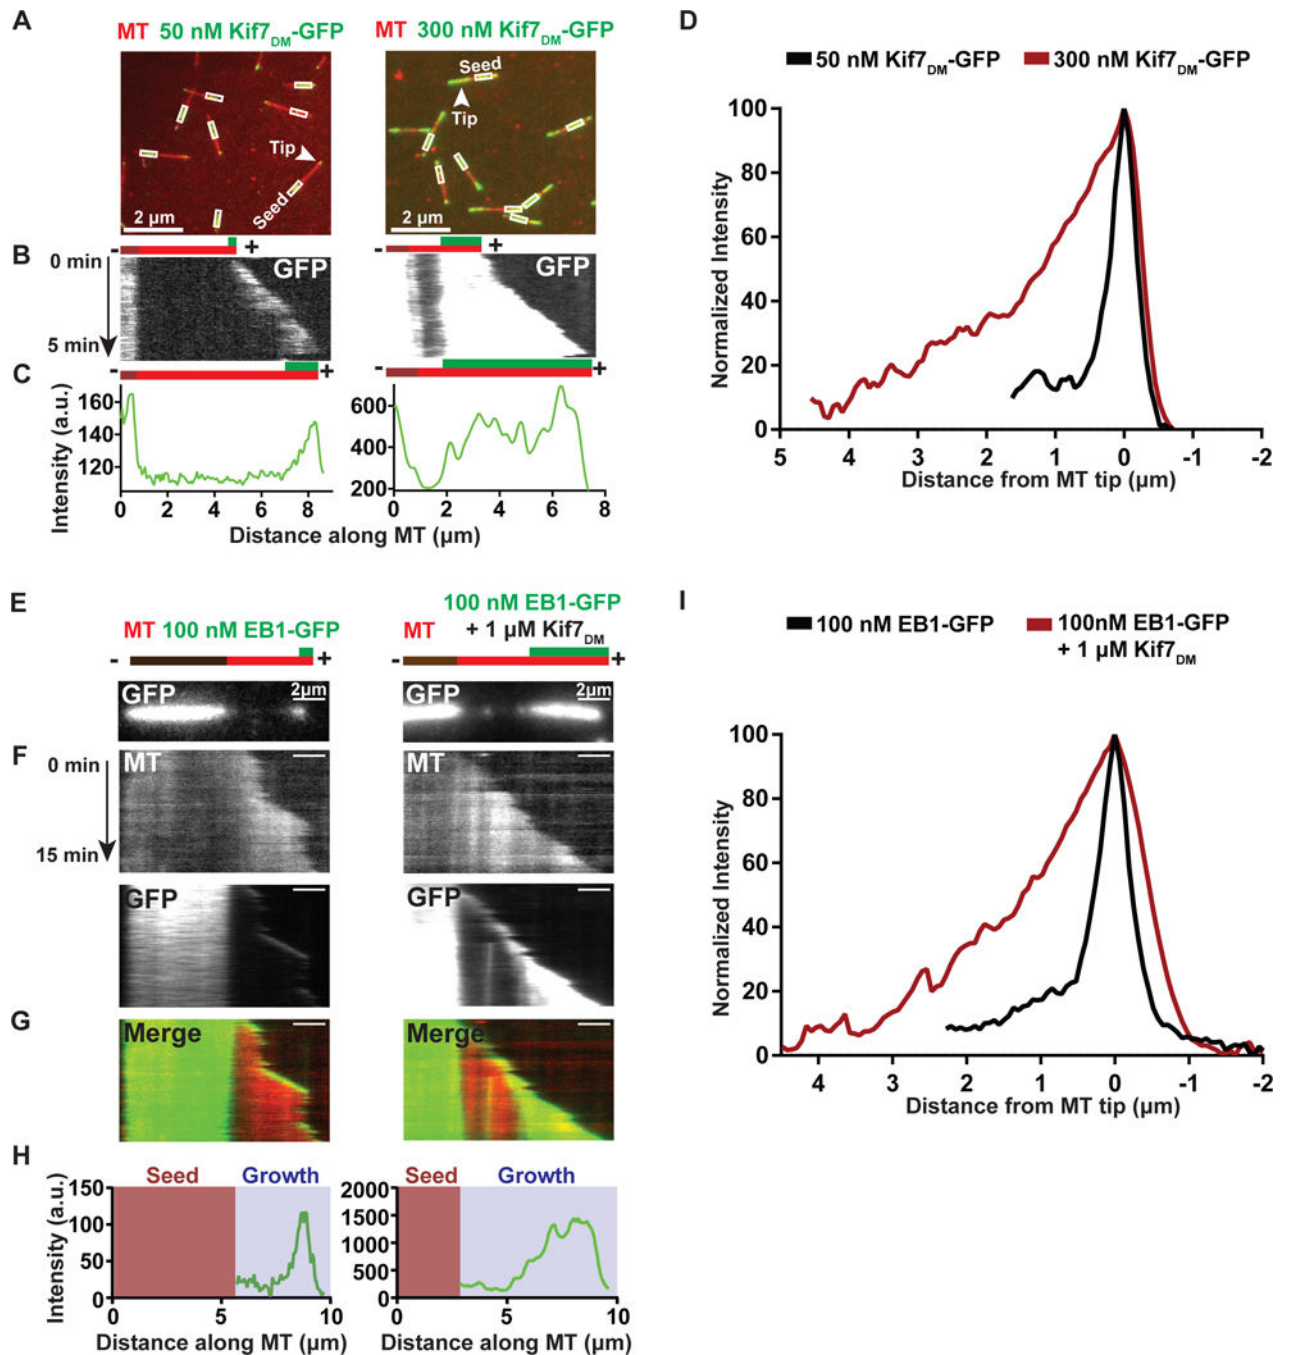 A
MT 50 nM Kif7DM-GFP
MT 300 nM Kif7DM-GFP
Tip
Seed
2 µm
Seed
Tip
2 µm
- +
- +
B
0 min
5 min
GFP
GFP
- +
- +
C
Intensity (a.u.)
160
140
120
0 2 4 6 8
600
400
200
0 2 4 6 8
Distance along MT (µm)
D
50 nM Kif7DM-GFP 300 nM Kif7DM-GFP
Normalized Intensity
100
80
60
40
20
0
5 4 3 2 1 0 -1 -2
Distance from MT tip (µm)
E
MT 100 nM EB1-GFP
100 nM EB1-GFP
MT + 1 µM Kif7DM
- +
- +
GFP 2µm
GFP 2µm
F
0 min
15 min
MT
MT
GFP
GFP
G
Merge
Merge
H
Seed Growth
Intensity (a.u.)
150
100
50
0
0 5 10
Distance along MT (µm)
Seed Growth
2000
1500
1000
500
0
0 5 10
Distance along MT (µm)
I
100 nM EB1-GFP 100nM EB1-GFP
+ 1 µM Kif7DM
Normalized Intensity
100
80
60
40
20
0
4 3 2 1 0 -1 -2
Distance from MT tip (µm)